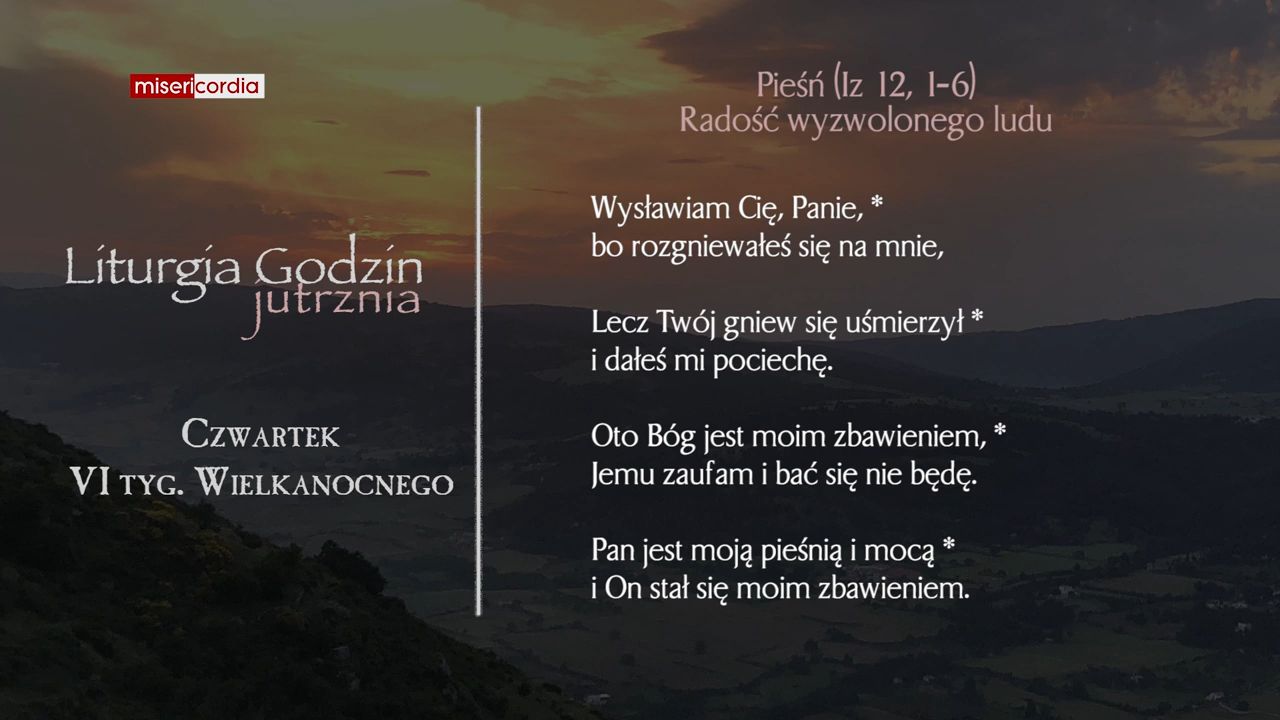 misericordia
Liturgia Godzin
jutrznia
Czwartek
VI tyg. Wielkanocnego
Pieśń (Iz 12, 1-6)
Radość wyzwolonego ludu
Wysławiam Cię, Panie, *
bo rozgniewałeś się na mnie,
Lecz Twój gniew się uśmierzył *
i dałeś mi pociechę.
Oto Bóg jest moim zbawieniem, *
Jemu zaufam i bać się nie będę.
Pan jest moją pieśnią i mocą *
i On stał się moim zbawieniem.